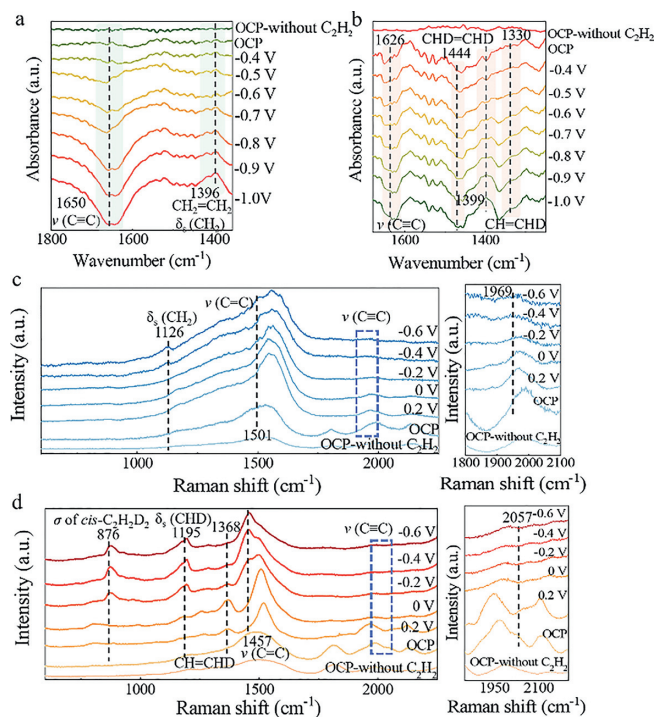 a
OCP-without C₂H₂
OCP
-0.4 V
-0.5 V
-0.6 V
-0.7 V
-0.8 V
-0.9 V
-1.0V
1650
ν (C≡C)
1396
CH₂=CH₂
δₛ (CH₂)
Absorbance (a.u.)
1800 1600 1400
Wavenumber (cm⁻¹)
b
OCP-without C₂H₂
OCP
1626 CHD=CHD 1330
1444
-0.4 V
-0.5 V
-0.6 V
-0.7 V
-0.8 V
-0.9 V
-1.0 V
1399
ν (C≡C) CH=CHD
Absorbance (a.u.)
1600 1400
Wavenumber (cm⁻¹)
c
δₛ (CH₂)
1126
ν (C=C)
ν (C≡C)
-0.6 V
-0.4 V
-0.2 V
0 V
0.2 V
OCP
1501
OCP-without C₂H₂
Intensity (a.u.)
1000 1500 2000
Raman shift (cm⁻¹)
1969
-0.6 V
-0.4 V
-0.2 V
0 V
0.2 V
OCP
OCP-without C₂H₂
Intensity (a.u.)
1800 1900 2000 2100
Raman shift (cm⁻¹)
d
σ of cis-C₂H₂D₂ δₛ (CHD) 1368
876 1195
ν (C≡C)
-0.6 V
-0.4 V
-0.2 V
0 V
0.2 V
OCP
1457
CH=CHD
ν (C=C)
OCP-without C₂H₂
Intensity (a.u.)
1000 1500 2000
Raman shift (cm⁻¹)
2057
-0.6 V
-0.4 V
-0.2 V
0 V
0.2 V
OCP
OCP-without C₂H₂
Intensity (a.u.)
1950 2100
Raman shift (cm⁻¹)